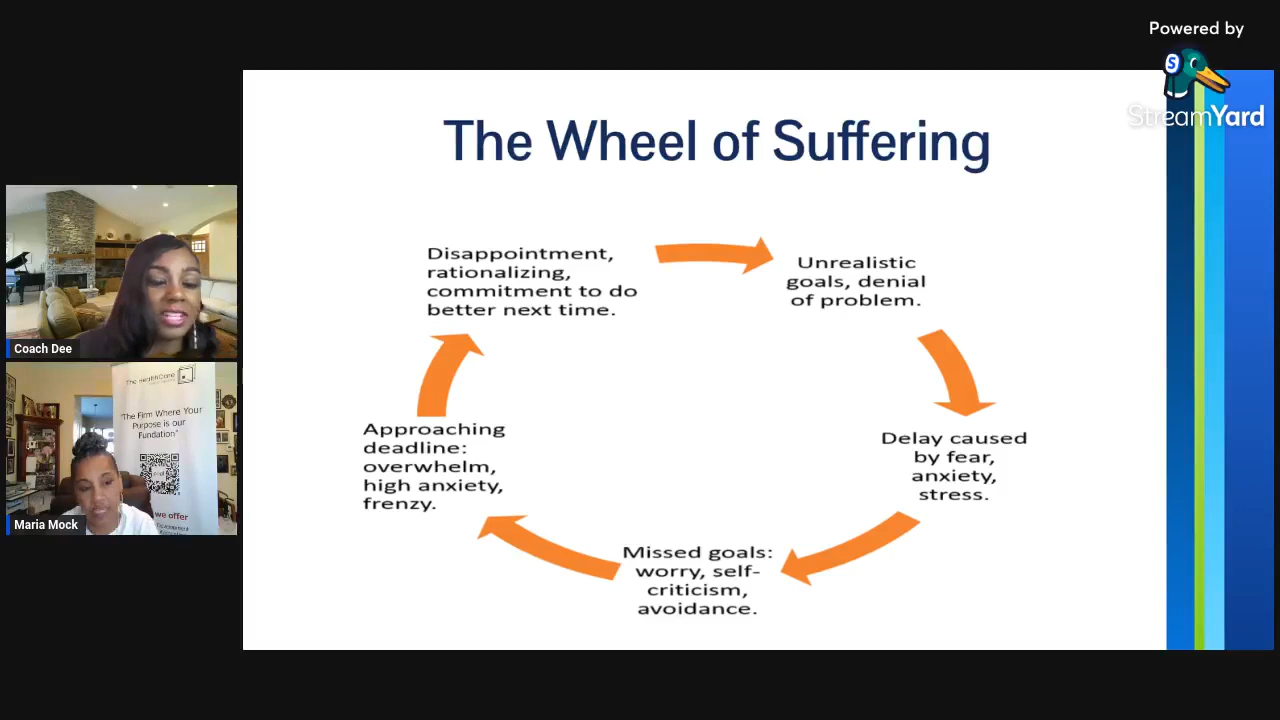 Powered by
S
StreamYard
The Wheel of Suffering
Disappointment,
rationalizing,
commitment to do
better next time.
Unrealistic
goals, denial
of problem.
Delay caused
by fear,
anxiety,
stress.
Missed goals:
worry, self-
criticism,
avoidance.
Approaching
deadline:
overwhelm,
high anxiety,
frenzy.
Coach Dee
The HealthCare
"The Firm Where Your
Purpose is our
Fundation"
we offer
Maria Mock